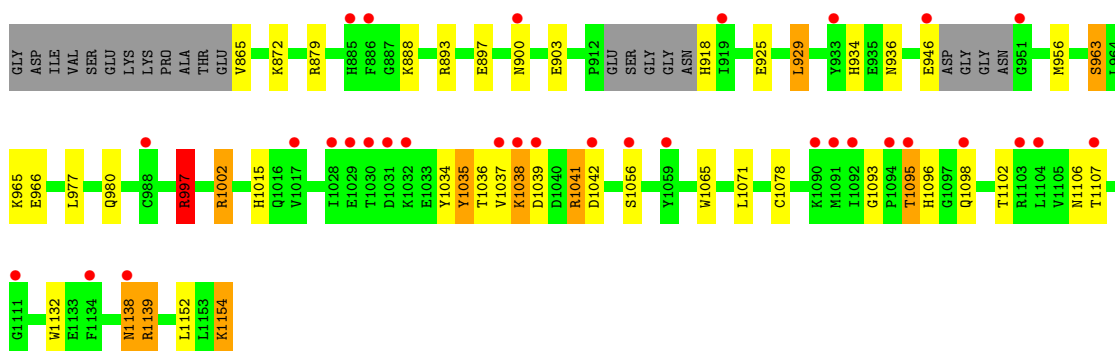 GLY ASP ILE VAL SER GLU LYS LYS PRO ALA THR GLU V865 K872 R879 H885 F886 G887 K888 R893 E897 N900 E903 P912 GLU SER GLY GLY ASN H918 I919 E925 L929 Y933 H934 E935 N936 E946 ASP GLY GLY ASN G951 M956 S963 L964
K965 E966 L977 Q980 C988 R997 R1002 H1015 Q1016 V1017 I1028 E1029 T1030 D1031 K1032 E1033 Y1034 Y1035 T1036 V1037 K1038 D1039 D1040 R1041 D1042 S1056 Y1059 W1065 L1071 C1078 K1090 M1091 I1092 G1093 P1094 T1095 H1096 G1097 Q1098 T1102 R1103 L1104 V1105 N1106 T1107
G1111 W1132 E1133 F1134 N1138 R1139 L1152 L1153 K1154